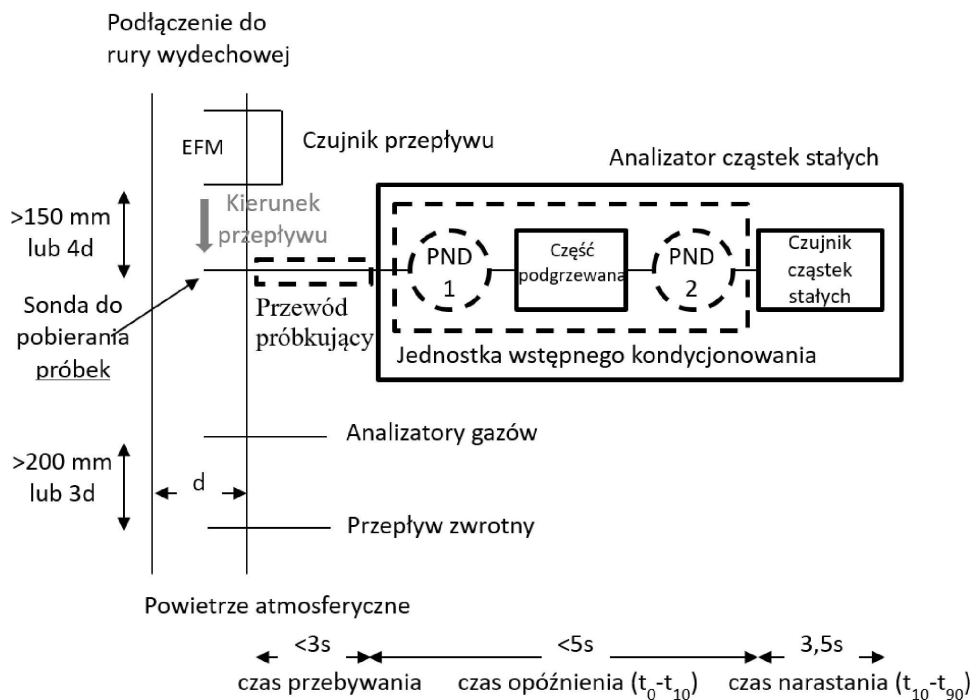 Podłączenie do
rury wydechowej
EFM
Czujnik przepływu
Analizator cząstek stałych
>150 mm
lub 4d
Kierunek
przepływu
PND
1
Część
podgrzewana
PND
2
Czujnik
cząstek
stałych
Sonda do
pobierania
próbek
Przewód
próbkujący
Jednostka wstępnego kondycjonowania
Analizatory gazów
>200 mm
lub 3d
d
Przepływ zwrotny
Powietrze atmosferyczne
<3s
<5s
3,5s
czas przebywania
czas opóźnienia (t₀-t₁₀)
czas narastania (t₁₀-t₉₀)